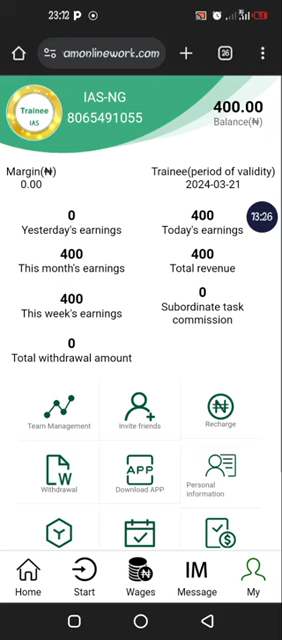 23:12 P
amonlinework.com
26
Trainee
IAS
IAS-NG
8065491055
400.00
Balance(₦)
Margin(₦)
0.00
Trainee(period of validity)
2024-03-21
0
Yesterday's earnings
400
Today's earnings
13:26
400
This month's earnings
400
Total revenue
400
This week's earnings
0
Subordinate task
commission
0
Total withdrawal amount
Team Management
Invite friends
Recharge
W
Withdrawal
APP
Download APP
Personal
information
Home
Start
Wages
IM
Message
My